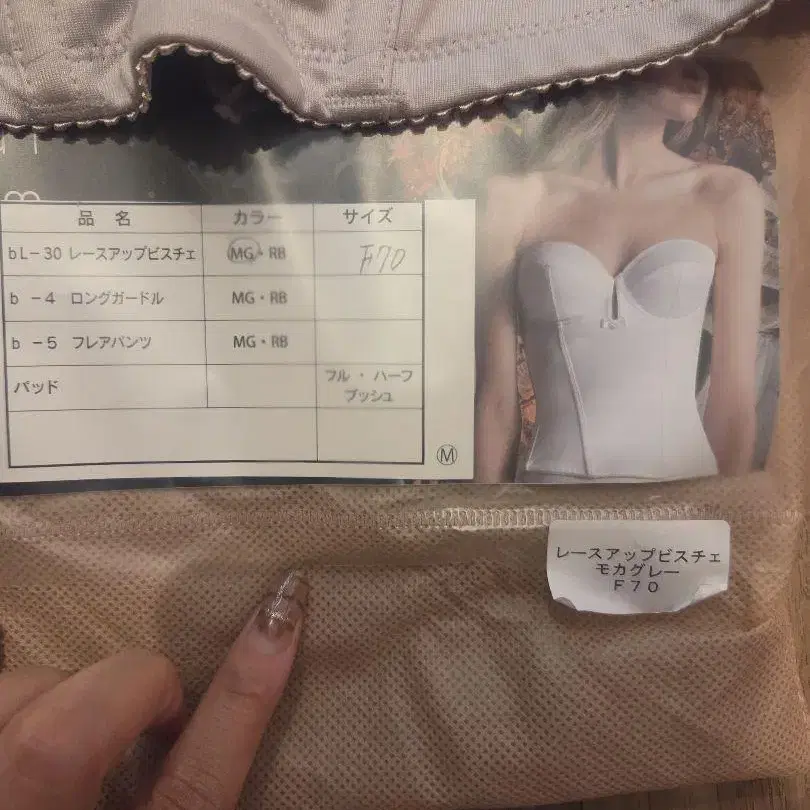 品 名 カラー サイズ
bL-30 レースアップビスチェ MG・RB F70
b -4 ロングガードル MG・RB
b -5 フレアパンツ MG・RB
パッド フル ・ ハーフ
プッシュ
Ⓜ
レースアップビスチェ
モカグレー
F70